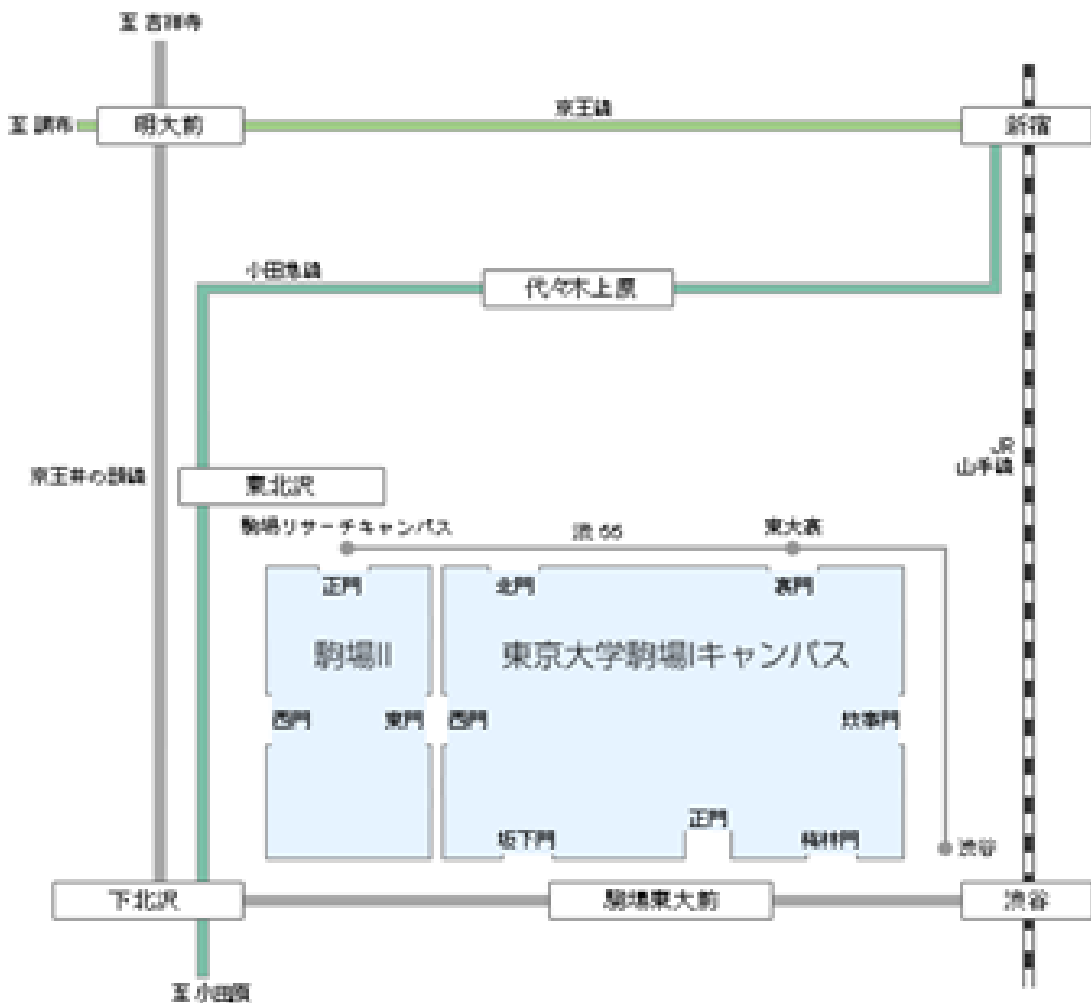 至 吉祥寺
至 調布
明大前
京王線
新宿
小田急線
代々木上原
京王井の頭線
東北沢
JR
山手線
駒場リサーチキャンパス
渋 66
東大裏
正門
北門
裏門
駒場II
東京大学駒場Iキャンパス
西門
東門
西門
炊事門
坂下門
正門
梅林門
渋谷
下北沢
駒場東大前
渋谷
至 小田原